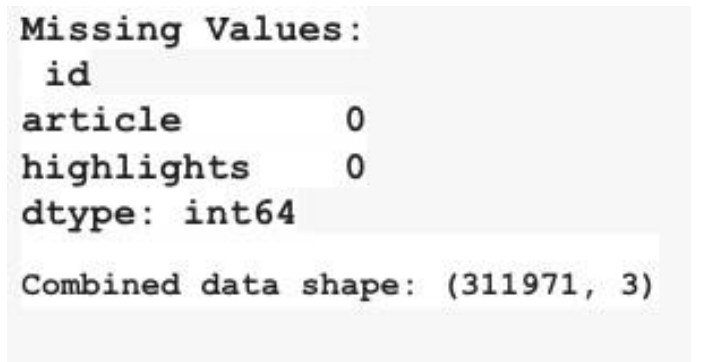 Missing Values:
id
article 0
highlights 0
dtype: int64
Combined data shape: (311971, 3)